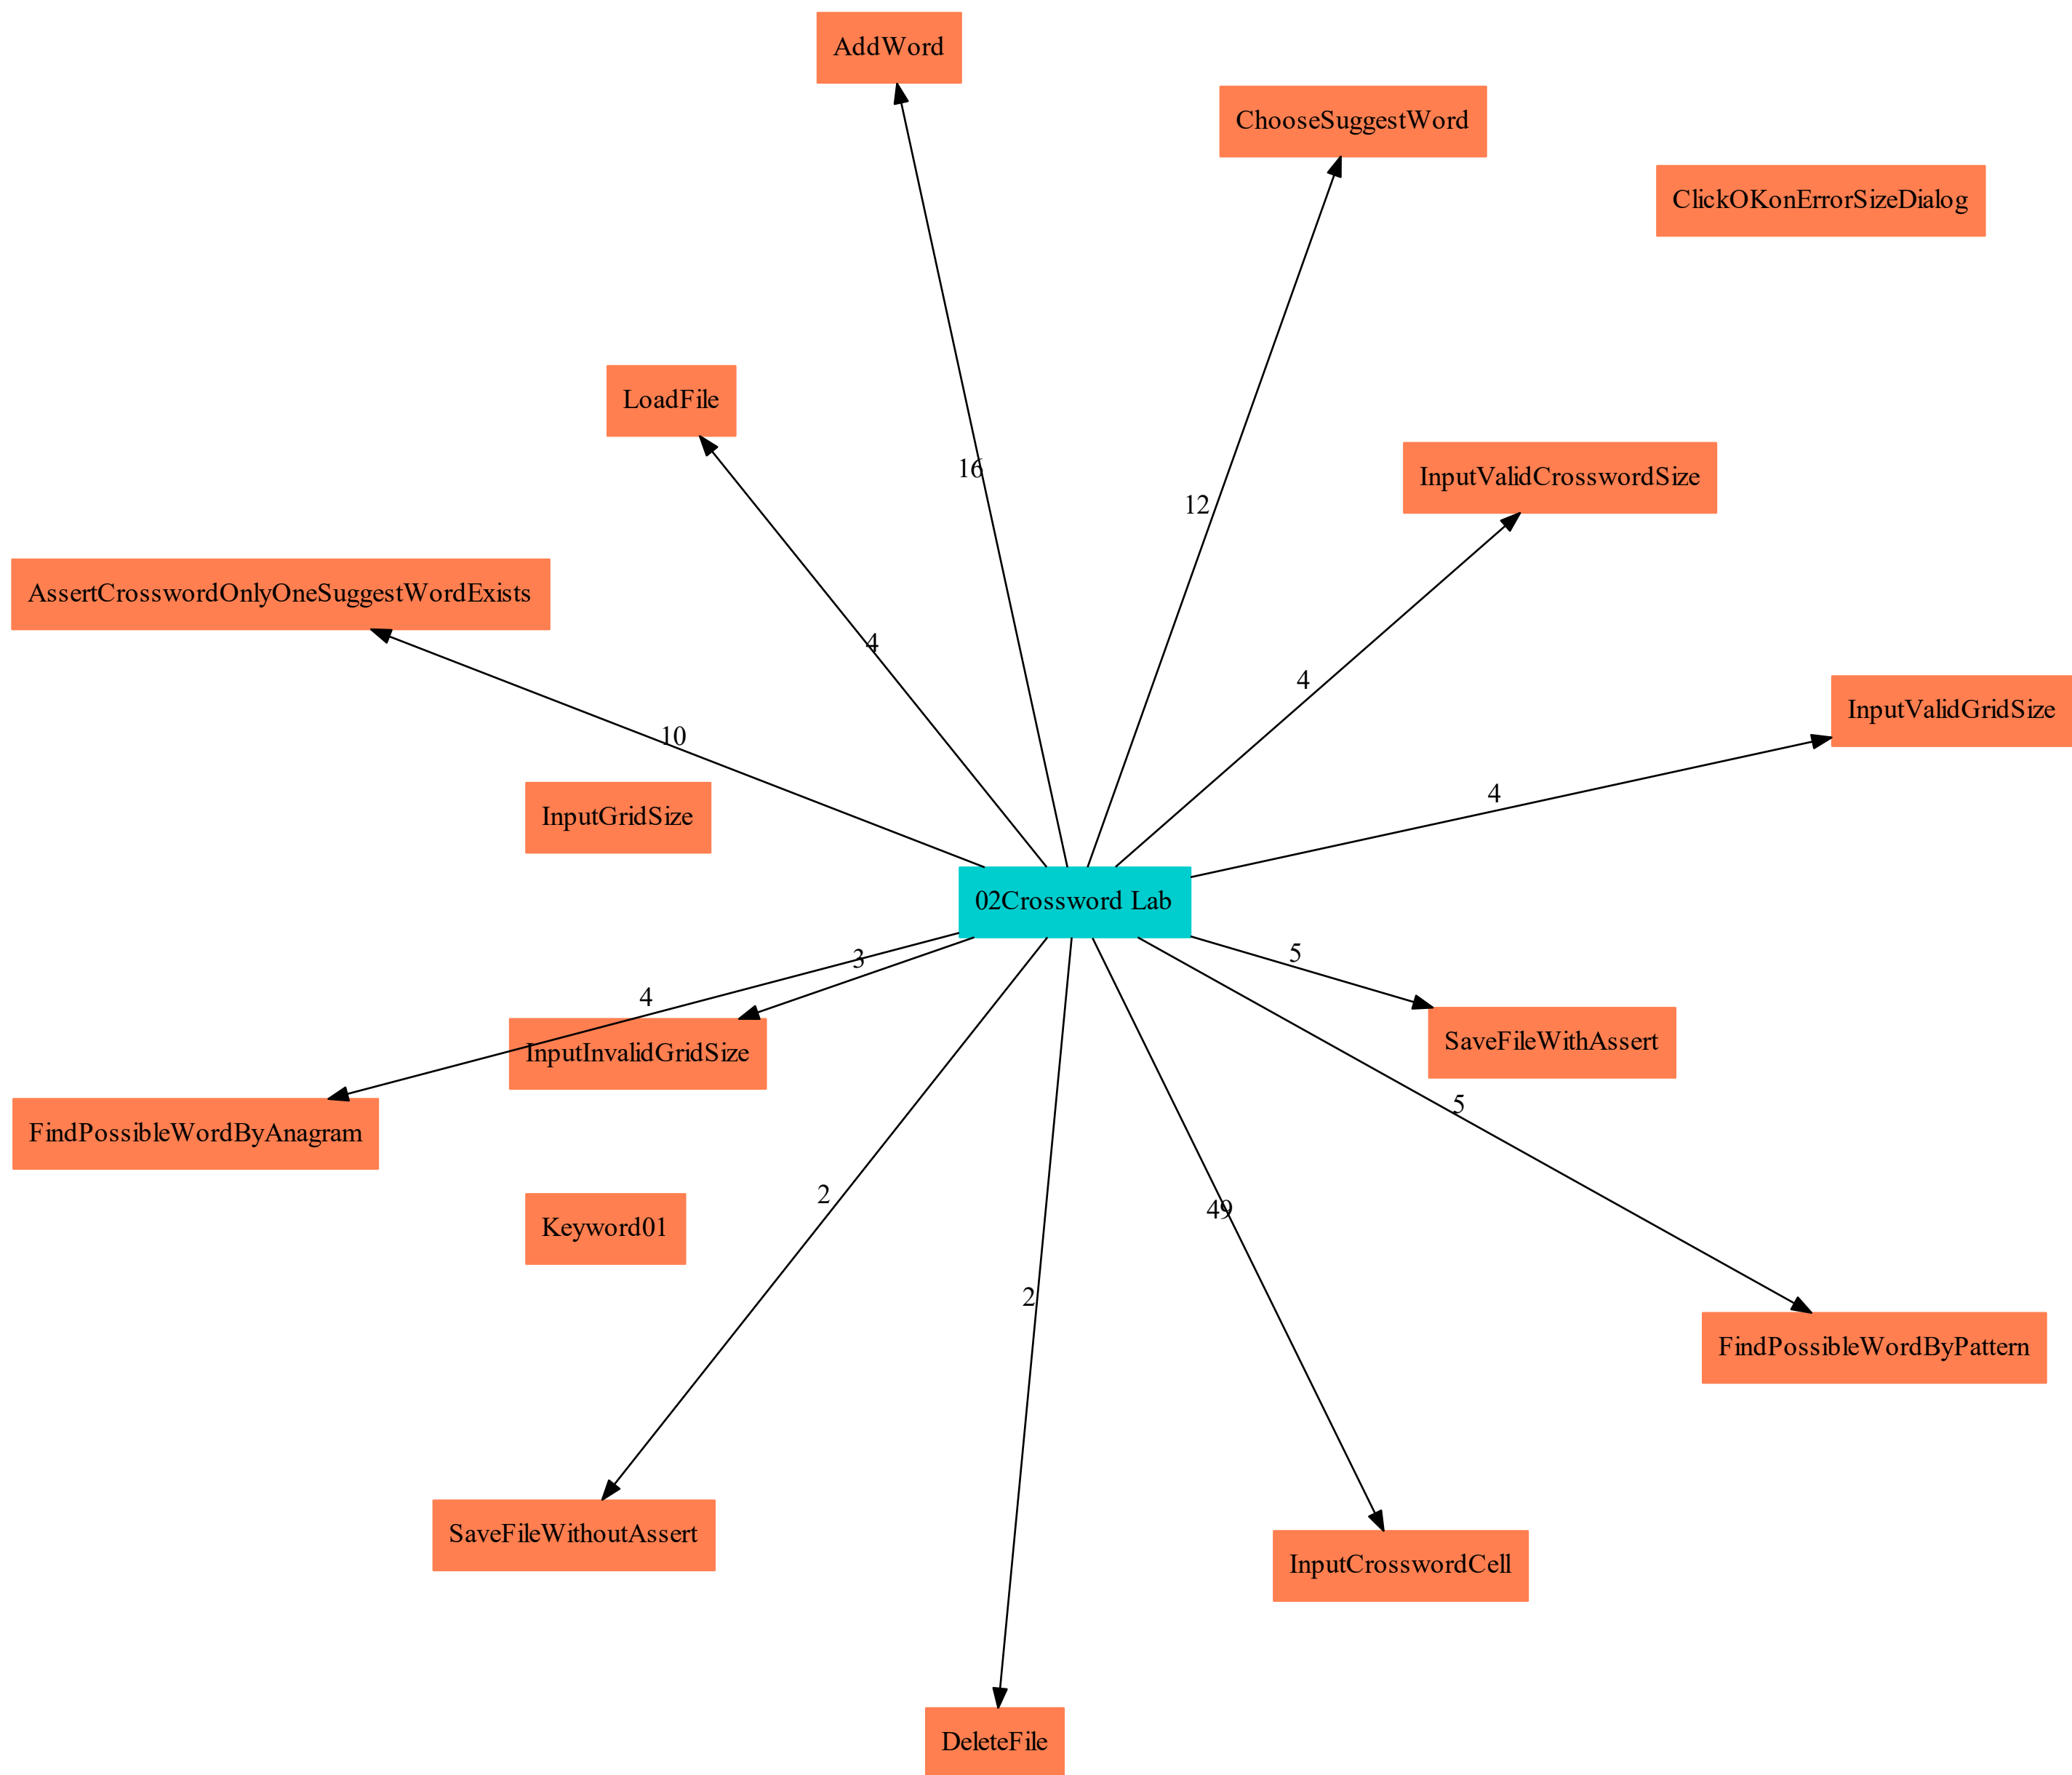 AddWord
ChooseSuggestWord
ClickOKonErrorSizeDialog
LoadFile
16
InputValidCrosswordSize
12
AssertCrosswordOnlyOneSuggestWordExists
4
4
InputValidGridSize
10
4
InputGridSize
02Crossword Lab
3
5
4
InputInvalidGridSize
SaveFileWithAssert
5
FindPossibleWordByAnagram
2
49
Keyword01
2
FindPossibleWordByPattern
SaveFileWithoutAssert
InputCrosswordCell
DeleteFile